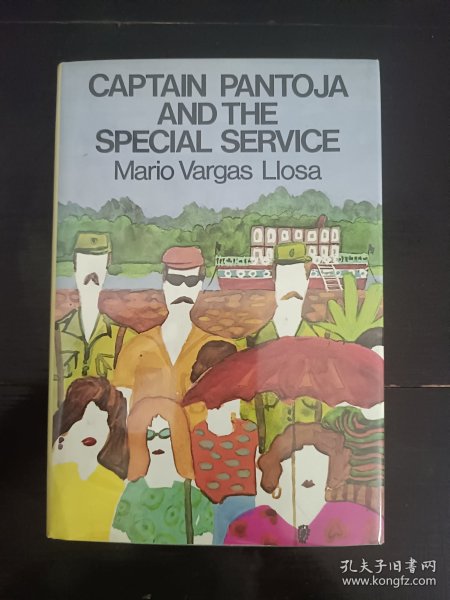 CAPTAIN PANTOJA
AND THE
SPECIAL SERVICE
Mario Vargas Llosa
孔夫子旧书网
www.kongfz.com